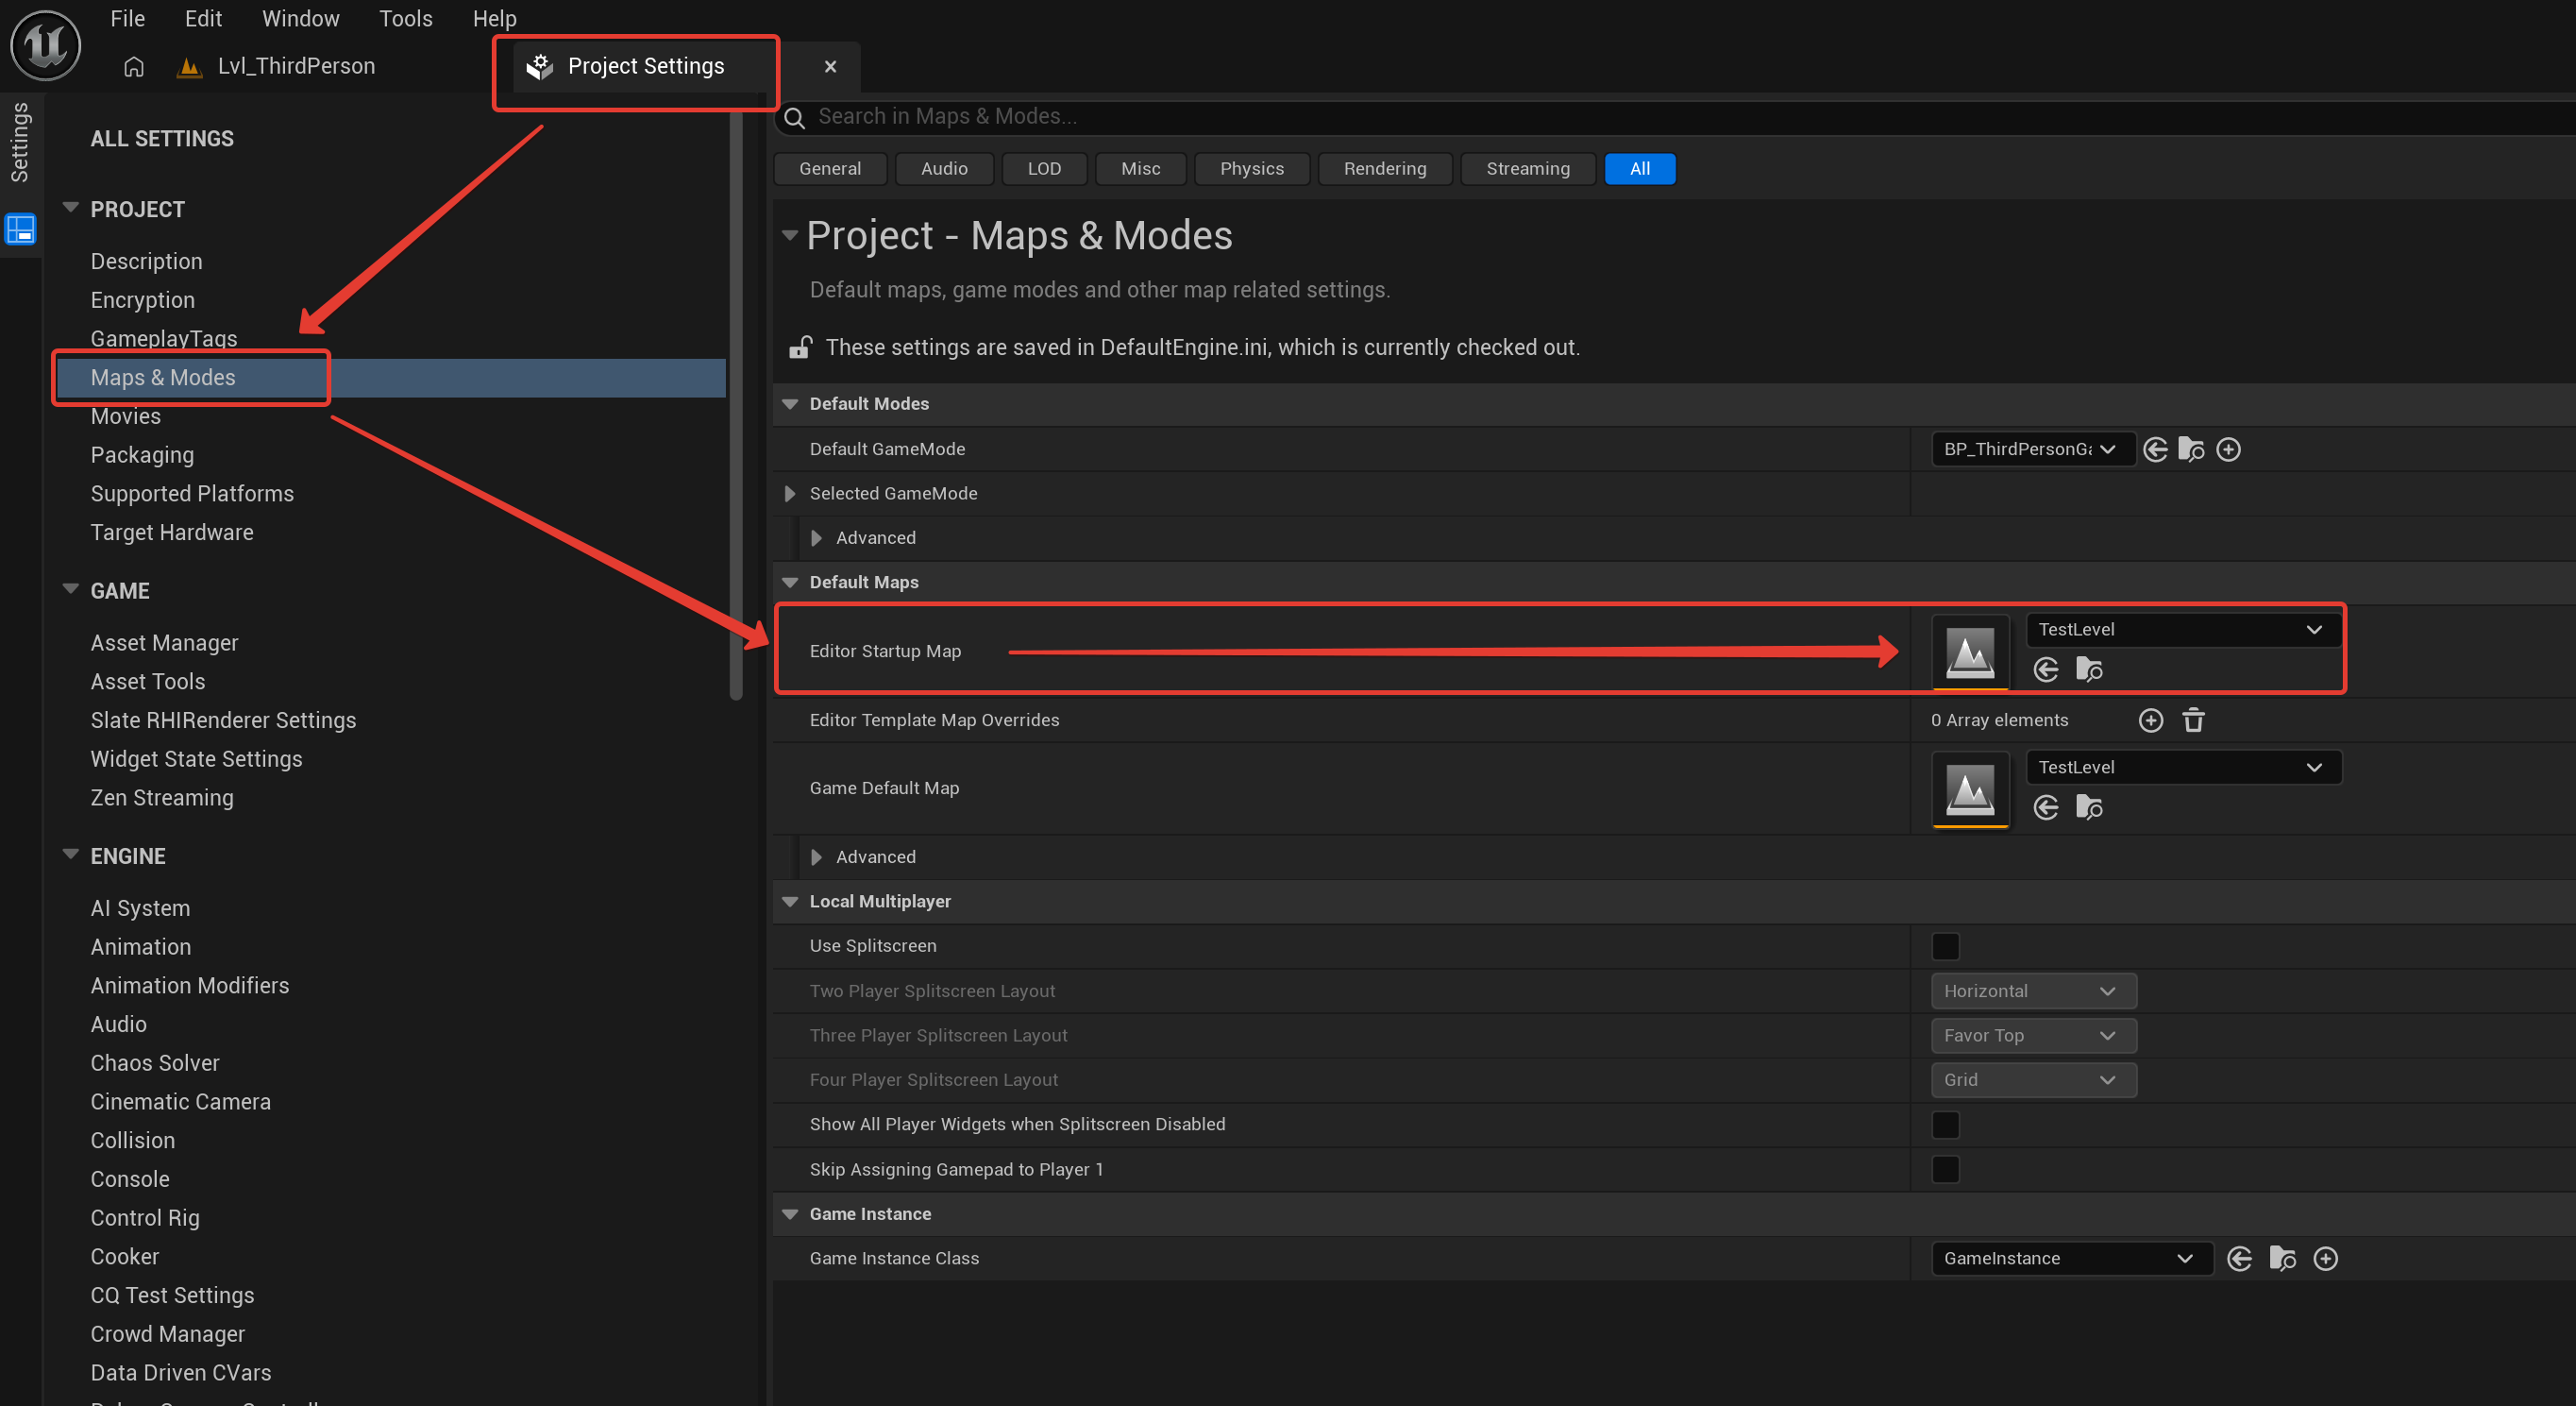 File Edit Window Tools Help
Lvl_ThirdPerson Project Settings
Settings
ALL SETTINGS
PROJECT
Description
Encryption
GameplayTags
Maps & Modes
Movies
Packaging
Supported Platforms
Target Hardware
GAME
Asset Manager
Asset Tools
Slate RHIRenderer Settings
Widget State Settings
Zen Streaming
ENGINE
AI System
Animation
Animation Modifiers
Audio
Chaos Solver
Cinematic Camera
Collision
Console
Control Rig
Cooker
CQ Test Settings
Crowd Manager
Data Driven CVars
Search in Maps & Modes...
General Audio LOD Misc Physics Rendering Streaming All
Project - Maps & Modes
Default maps, game modes and other map related settings.
These settings are saved in DefaultEngine.ini, which is currently checked out.
Default Modes
Default GameMode BP_ThirdPersonGa
Selected GameMode
Advanced
Default Maps
Editor Startup Map TestLevel
Editor Template Map Overrides 0 Array elements
Game Default Map TestLevel
Advanced
Local Multiplayer
Use Splitscreen
Two Player Splitscreen Layout Horizontal
Three Player Splitscreen Layout Favor Top
Four Player Splitscreen Layout Grid
Show All Player Widgets when Splitscreen Disabled
Skip Assigning Gamepad to Player 1
Game Instance
Game Instance Class GameInstance